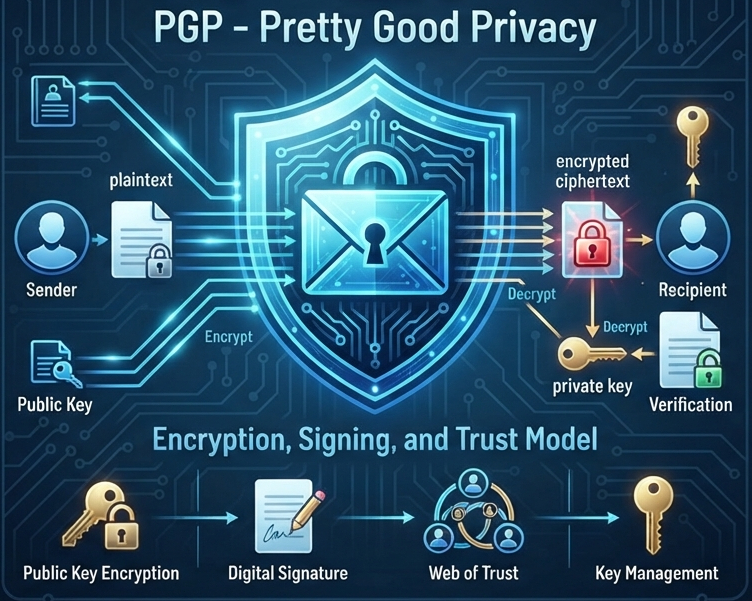 PGP - Pretty Good Privacy
plaintext
encrypted
ciphertext
Sender
Recipient
Decrypt
Encrypt
Decrypt
private key
Public Key
Verification
Encryption, Signing, and Trust Model
Public Key Encryption
Digital Signature
Web of Trust
Key Management